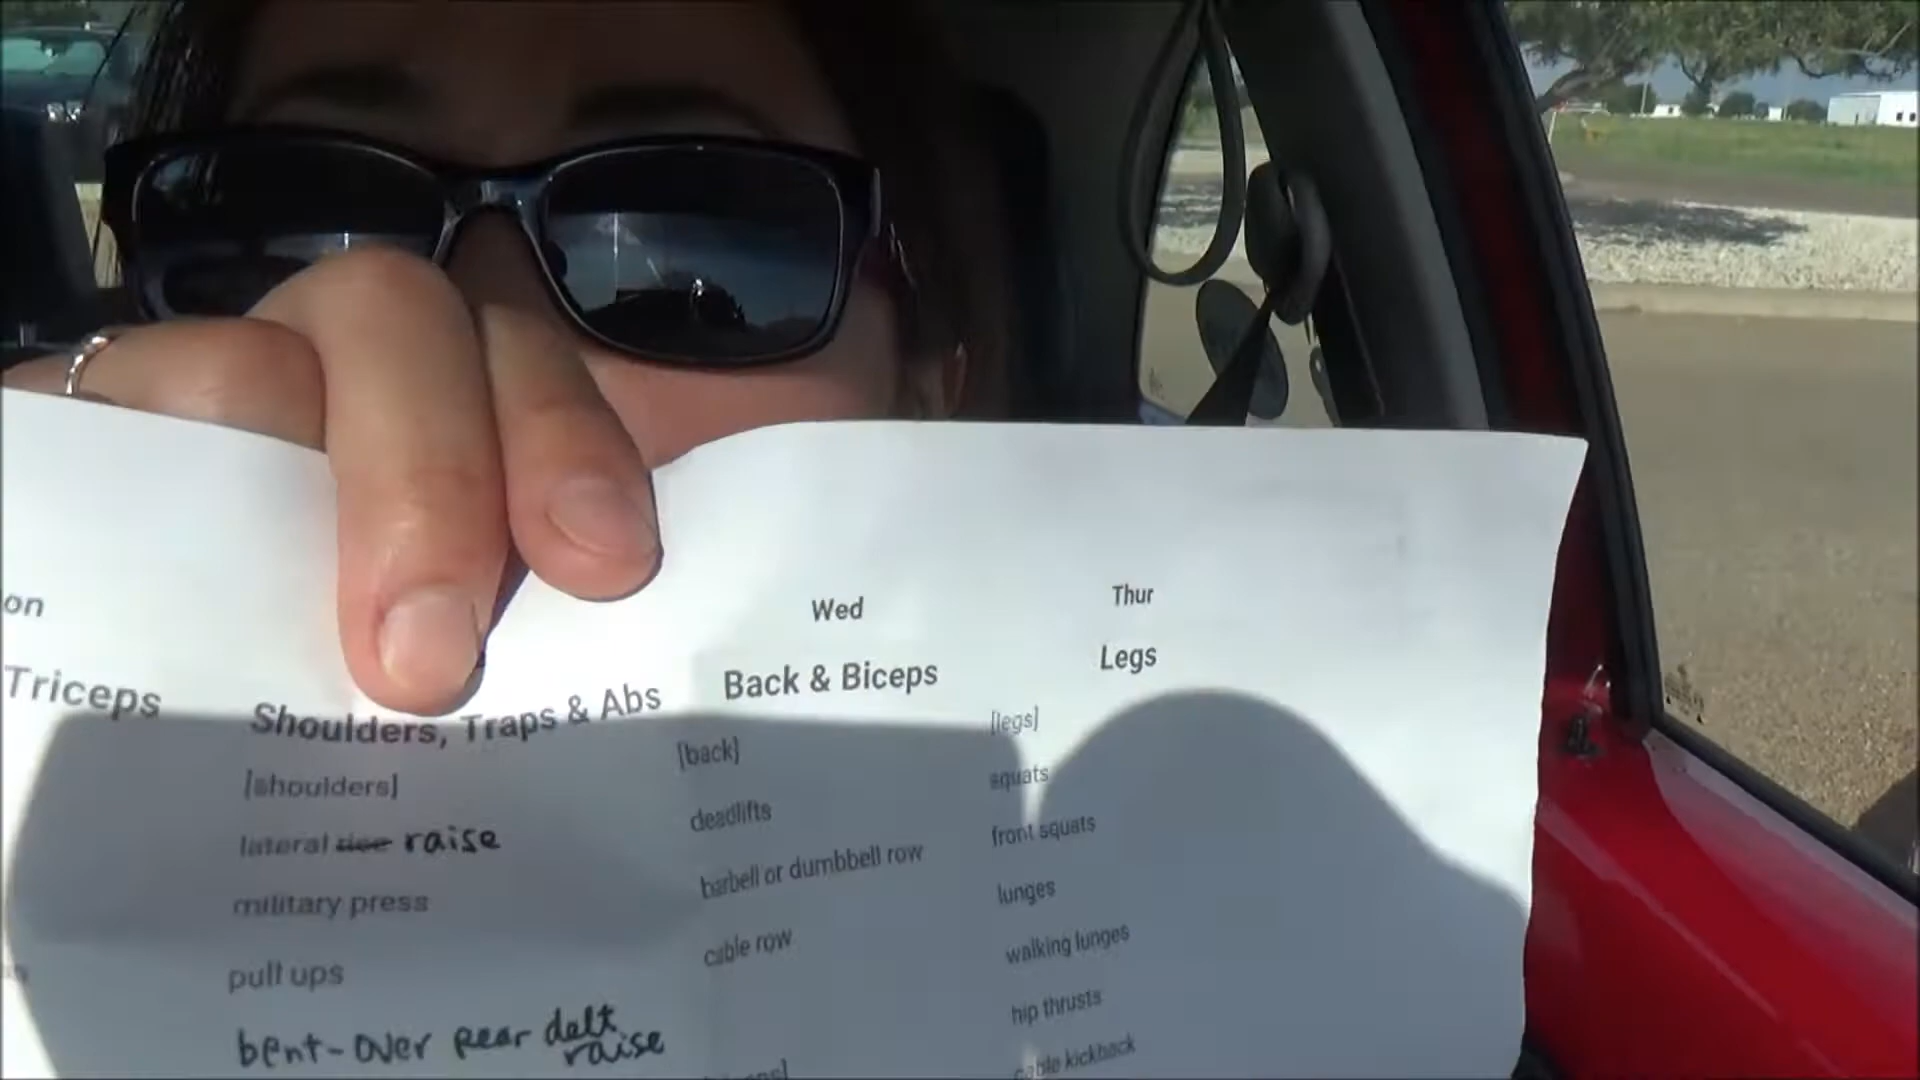 on
Triceps
Shoulders, Traps & Abs
[shoulders]
lateral rise raise
military press
pull ups
bent-over rear delt
raise
Wed
Back & Biceps
[back]
deadlifts
barbell or dumbbell row
cable row
Thur
Legs
[legs]
squats
front squats
lunges
walking lunges
hip thrusts
cable kickback